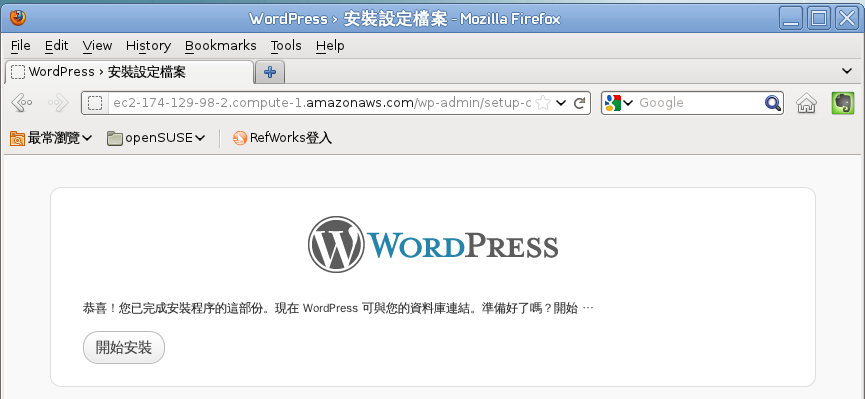 WordPress › 安裝設定檔案 - Mozilla Firefox
File Edit View History Bookmarks Tools Help
WordPress › 安裝設定檔案
ec2-174-129-98-2.compute-1.amazonaws.com/wp-admin/setup-c Google
最常瀏覽 openSUSE RefWorks登入
WORDPRESS
恭喜！您已完成安裝程序的這部份。現在 WordPress 可與您的資料庫連結。準備好了嗎？開始 …
開始安裝